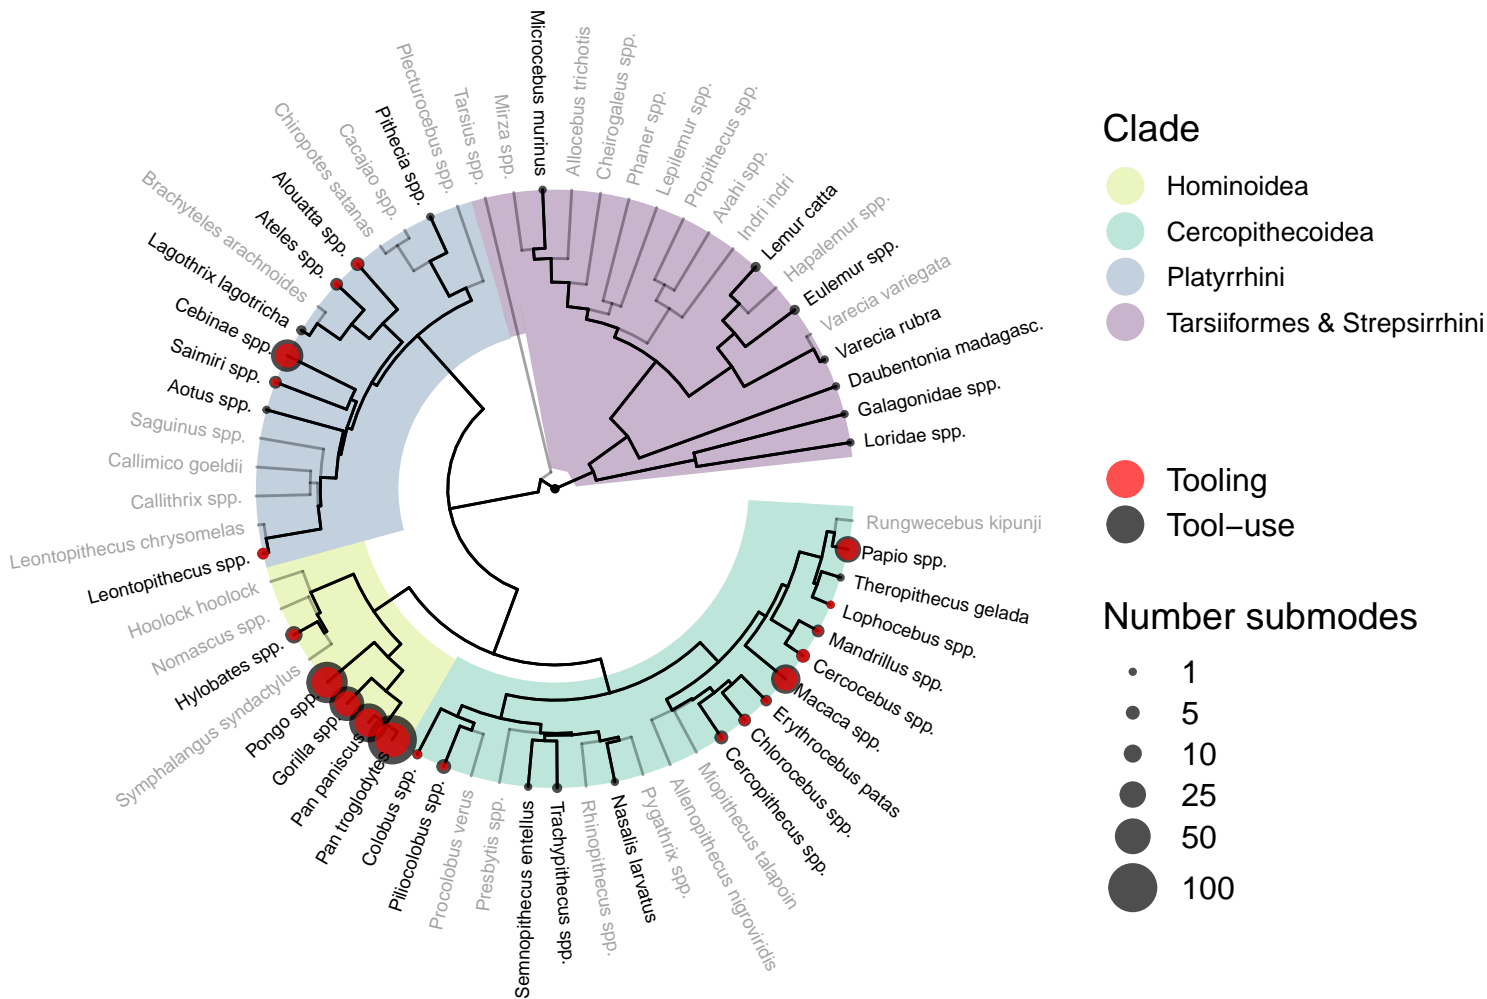 Microcebus murinus
Allocebus trichotis
Cheirogaleus spp.
Phaner spp.
Lepilemur spp.
Propithecus spp.
Avahi spp.
Indri indri
Lemur catta
Hapalemur spp.
Eulemur spp.
Varecia variegata
Varecia rubra
Daubentonia madagasc.
Galagonidae spp.
Loridae spp.
Rungwecebus kipunji
Papio spp.
Theropithecus gelada
Lophocebus spp.
Mandrillus spp.
Cercocebus spp.
Macaca spp.
Erythrocebus patas
Chlorocebus spp.
Cercopithecus spp.
Miopithecus talapoin
Allenopithecus nigroviridis
Pygathrix spp.
Nasalis larvatus
Rhinopithecus spp.
Trachypithecus spp.
Semnopithecus entellus
Presbytis spp.
Procolobus verus
Piliocolobus spp.
Colobus spp.
Pan troglodytes
Pan paniscus
Gorilla spp.
Pongo spp.
Symphalangus syndactylus
Hylobates spp.
Nomascus spp.
Hoolock hoolock
Leontopithecus spp.
Leontopithecus chrysomelas
Callithrix spp.
Callimico goeldii
Saguinus spp.
Aotus spp.
Saimiri spp.
Cebinae spp.
Lagothrix lagotricha
Brachyteles arachnoides
Ateles spp.
Alouatta spp.
Chiropotes satanas
Cacajao spp.
Pithecia spp.
Plecturocebus spp.
Tarsius spp.
Mirza spp.
Clade
Hominoidea
Cercopithecoidea
Platyrrhini
Tarsiiformes & Strepsirrhini
Tooling
Tool−use
Number submodes
1
5
10
25
50
100